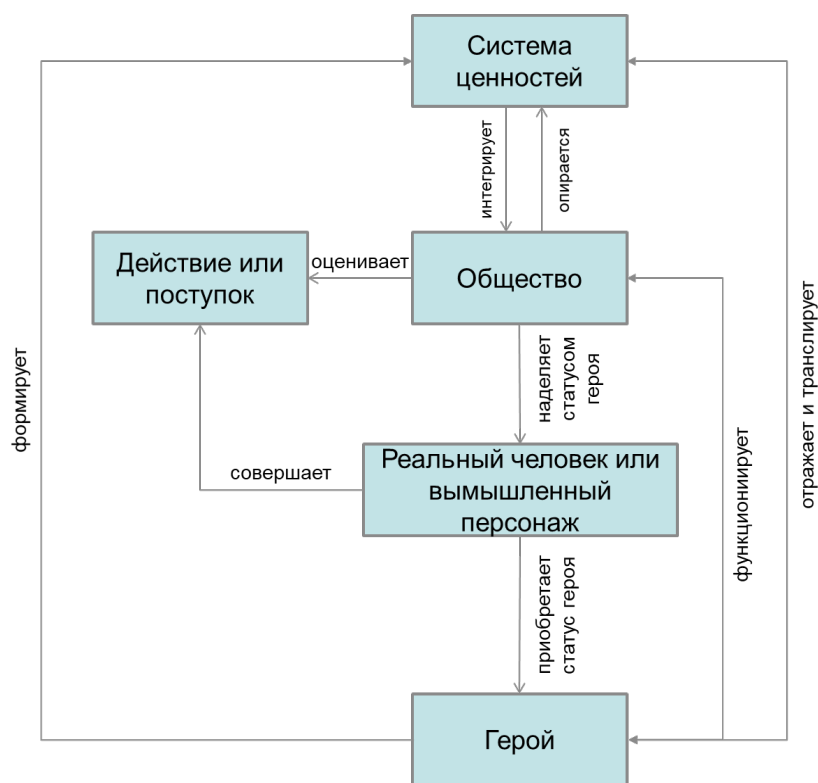 Система
ценностей
интегрирует
опирается
Действие или
поступок
оценивает
Общество
формирует
наделяет
статусом
героя
отражает и транслирует
совершает
Реальный человек или
вымышленный
персонаж
функциониирует
приобретает
статус героя
Герой